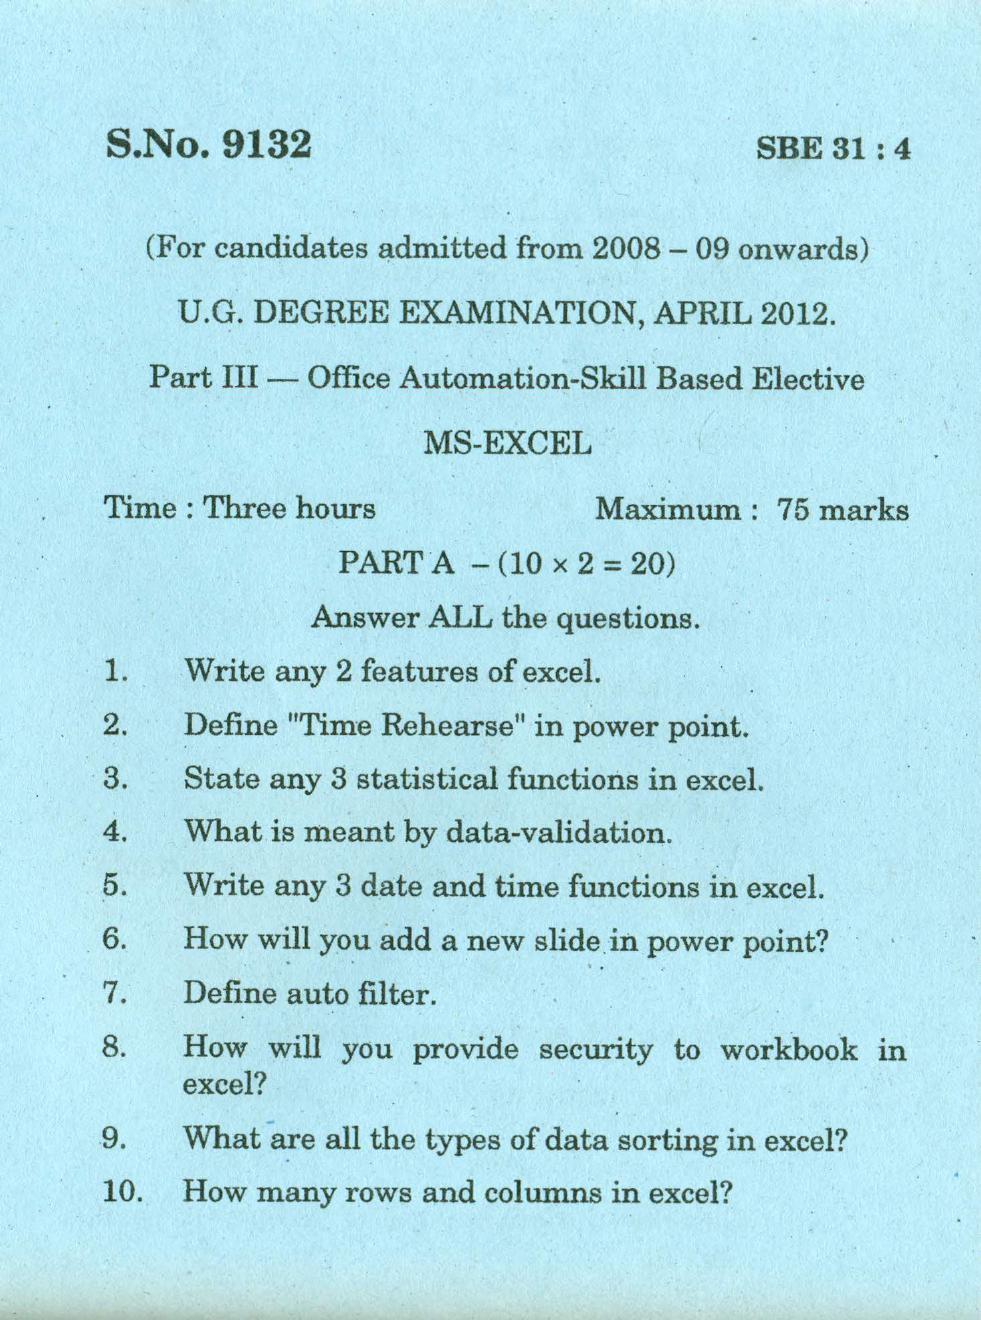 S.No. 9132 SBE 31 : 4
(For candidates admitted from 2008 – 09 onwards)
U.G. DEGREE EXAMINATION, APRIL 2012.
Part III — Office Automation-Skill Based Elective
MS-EXCEL
Time : Three hours Maximum : 75 marks
PART A – (10 × 2 = 20)
Answer ALL the questions.
1. Write any 2 features of excel.
2. Define "Time Rehearse" in power point.
3. State any 3 statistical functions in excel.
4. What is meant by data-validation.
5. Write any 3 date and time functions in excel.
6. How will you add a new slide in power point?
7. Define auto filter.
8. How will you provide security to workbook in
excel?
9. What are all the types of data sorting in excel?
10. How many rows and columns in excel?